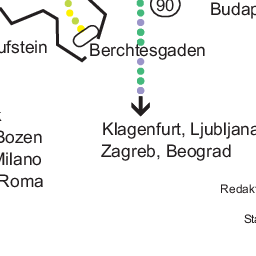 90
Budap
ufstein
Berchtesgaden
Klagenfurt, Ljubljana
Zagreb, Beograd
Bozen
Milano
Roma
Redakt
Sta